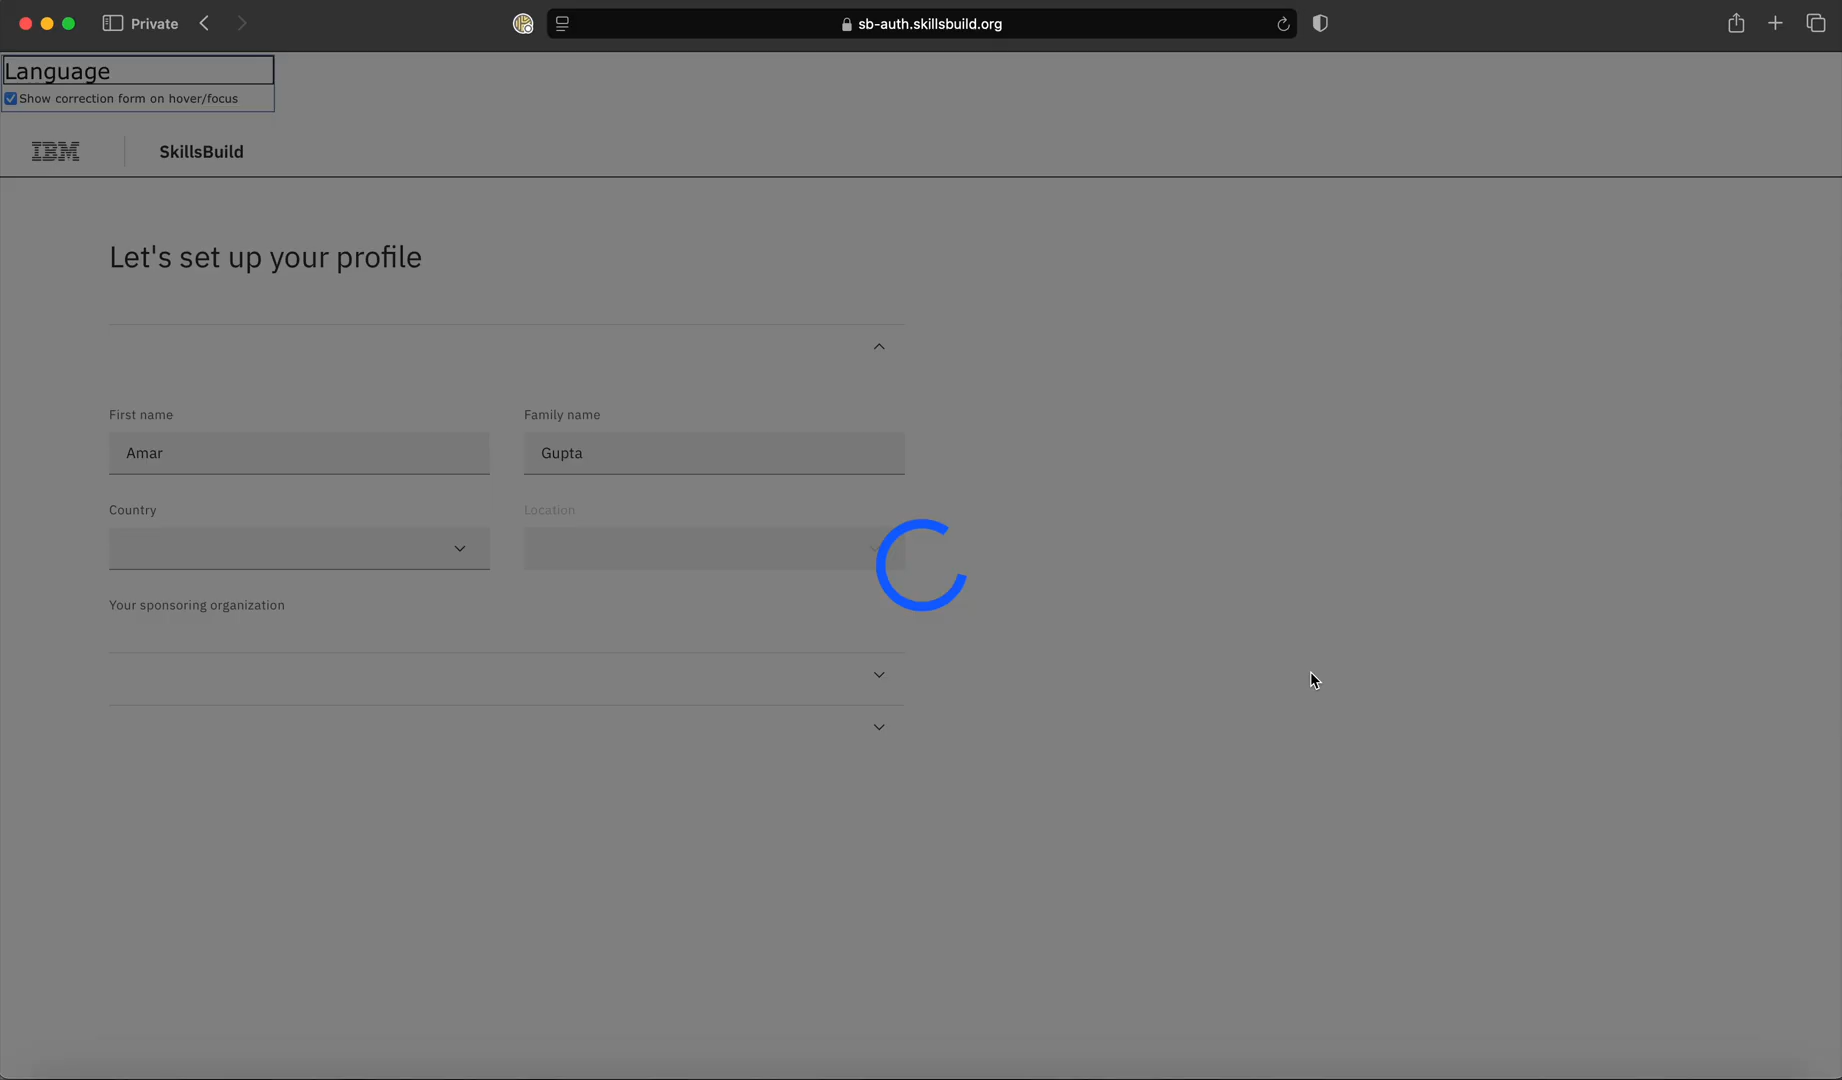 Private
sb-auth.skillsbuild.org
Language
Show correction form on hover/focus
IBM
SkillsBuild
Let's set up your profile
First name
Family name
Amar
Gupta
Country
Location
Your sponsoring organization